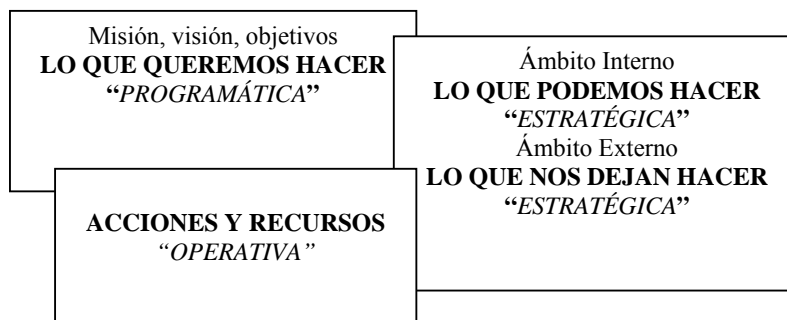 Misión, visión, objetivos
LO QUE QUEREMOS HACER
“PROGRAMÁTICA”
Ámbito Interno
LO QUE PODEMOS HACER
“ESTRATÉGICA”
Ámbito Externo
LO QUE NOS DEJAN HACER
“ESTRATÉGICA”
ACCIONES Y RECURSOS
“OPERATIVA”